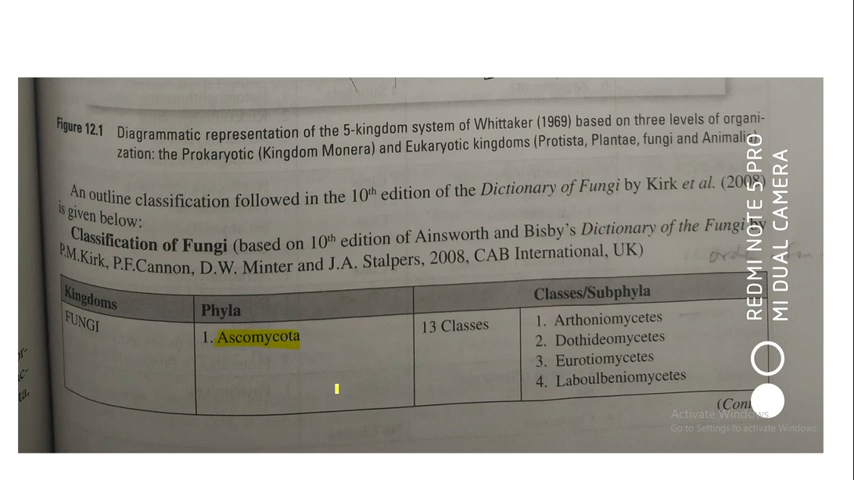 Figure 12.1 Diagrammatic representation of the 5-kingdom system of Whittaker (1969) based on three levels of organi-
zation: the Prokaryotic (Kingdom Monera) and Eukaryotic kingdoms (Protista, Plantae, fungi and Animalia)
An outline classification followed in the 10th edition of the Dictionary of Fungi by Kirk et al. (2008)
is given below:
Classification of Fungi (based on 10th edition of Ainsworth and Bisby's Dictionary of the Fungi by
P.M.Kirk, P.F.Cannon, D.W. Minter and J.A. Stalpers, 2008, CAB International, UK)
Kingdoms Phyla Classes/Subphyla
FUNGI 1. Ascomycota 13 Classes 1. Arthoniomycetes
2. Dothideomycetes
3. Eurotiomycetes
4. Laboulbeniomycetes
REDMI NOTE 5 PRO
MI DUAL CAMERA
Activate Windows
Go to Settings to activate Windows.